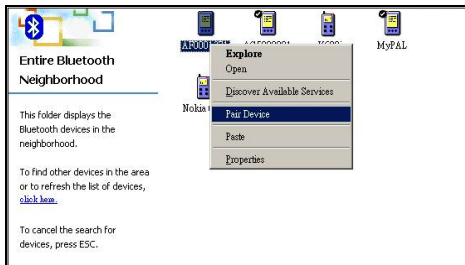 Entire Bluetooth
Neighborhood
This folder displays the
Bluetooth devices in the
neighborhood.
To find other devices in the area
or to refresh the list of devices,
click here.
To cancel the search for
devices, press ESC.
MyPAL
Nokia
Explore
Open
Discover Available Services
Pair Device
Paste
Properties